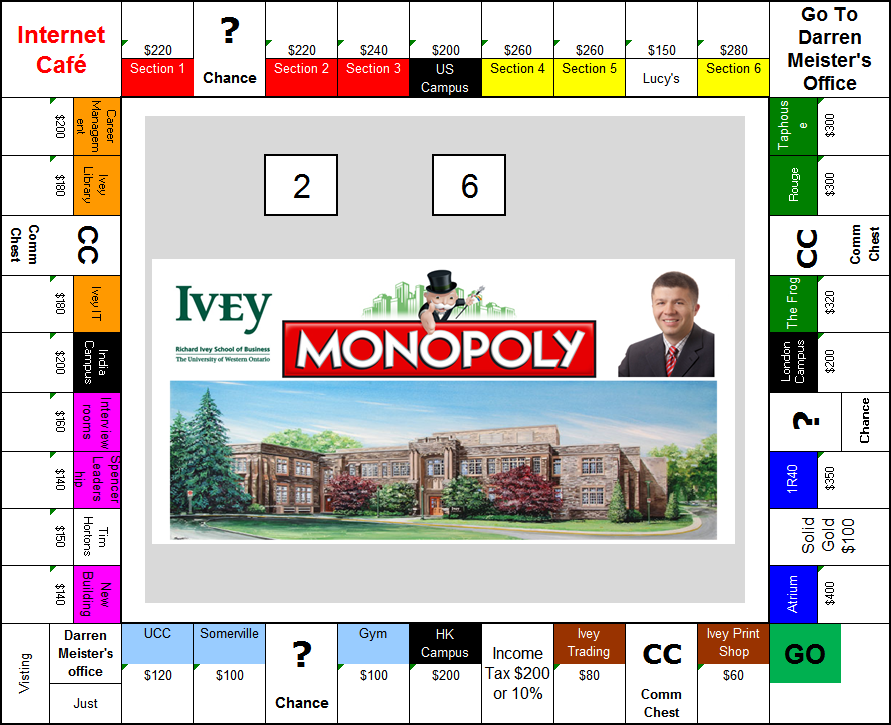 Internet
Café
$220
Section 1
?
Chance
$220
Section 2
$240
Section 3
$200
US
Campus
$260
Section 4
$260
Section 5
$150
Lucy's
$280
Section 6
Go To
Darren
Meister's
Office
$200
Career
Managem
ent
$180
Ivey
Library
Comm
Chest
CC
$180
Ivey IT
$200
India
Campus
$160
Interview
rooms
$140
Spencer
Leaders
hip
$150
Tim
Hortons
$140
New
Building
2
6
IVEY
Richard Ivey School of Business
The University of Western Ontario
MONOPOLY
Taphous
e
$300
Rouge
$300
CC
Comm
Chest
The Frog
$320
London
Campus
$200
?
Chance
1R40
$350
Solid
Gold
$100
Atrium
$400
Visting
Darren
Meister's
office
Just
UCC
$120
Somerville
$100
?
Chance
Gym
$100
HK
Campus
$200
Income
Tax $200
or 10%
Ivey
Trading
$80
CC
Comm
Chest
Ivey Print
Shop
$60
GO